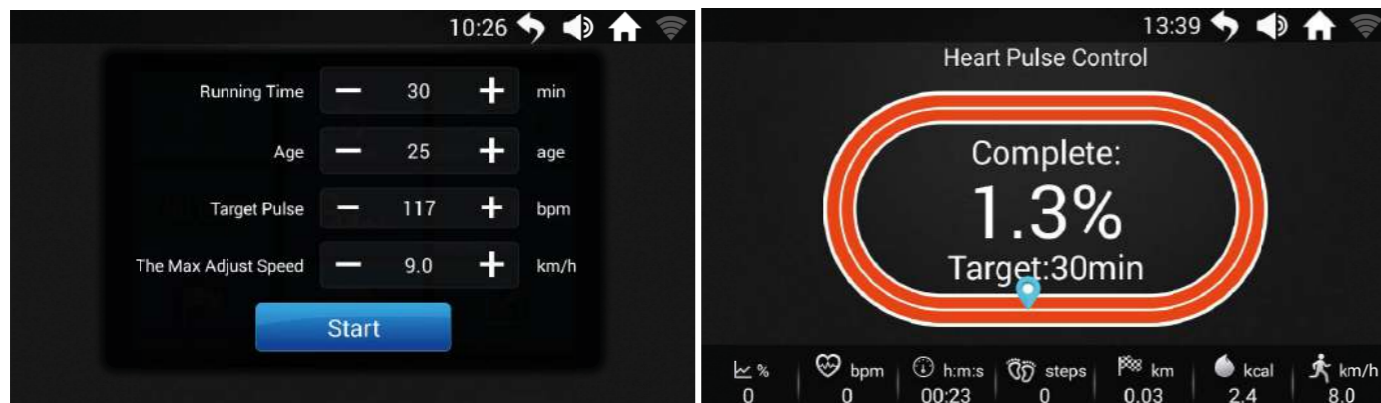 10:26
Running Time 30 min
Age 25 age
Target Pulse 117 bpm
The Max Adjust Speed 9.0 km/h
Start
13:39
Heart Pulse Control
Complete:
1.3%
Target:30min
% bpm h:m:s steps km kcal km/h
0 0 00:23 0 0.03 2.4 8.0